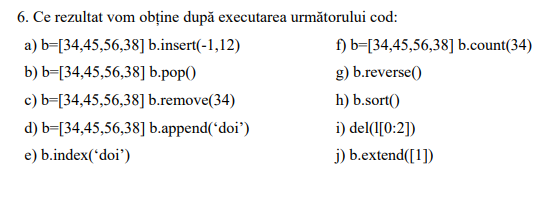 6. Ce rezultat vom obține după executarea următorului cod:
a) b=[34,45,56,38] b.insert(-1,12)
b) b=[34,45,56,38] b.pop()
c) b=[34,45,56,38] b.remove(34)
d) b=[34,45,56,38] b.append(‘doi’)
e) b.index(‘doi’)
f) b=[34,45,56,38] b.count(34)
g) b.reverse()
h) b.sort()
i) del(l[0:2])
j) b.extend([1])